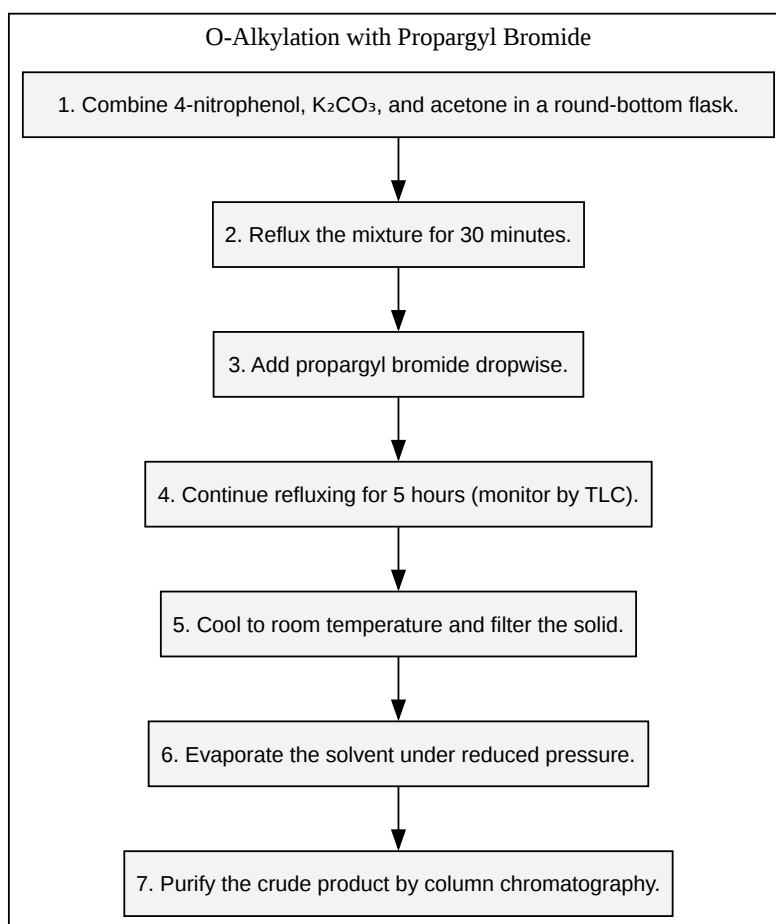 O-Alkylation with Propargyl Bromide
1. Combine 4-nitrophenol, K₂CO₃, and acetone in a round-bottom flask.
2. Reflux the mixture for 30 minutes.
3. Add propargyl bromide dropwise.
4. Continue refluxing for 5 hours (monitor by TLC).
5. Cool to room temperature and filter the solid.
6. Evaporate the solvent under reduced pressure.
7. Purify the crude product by column chromatography.